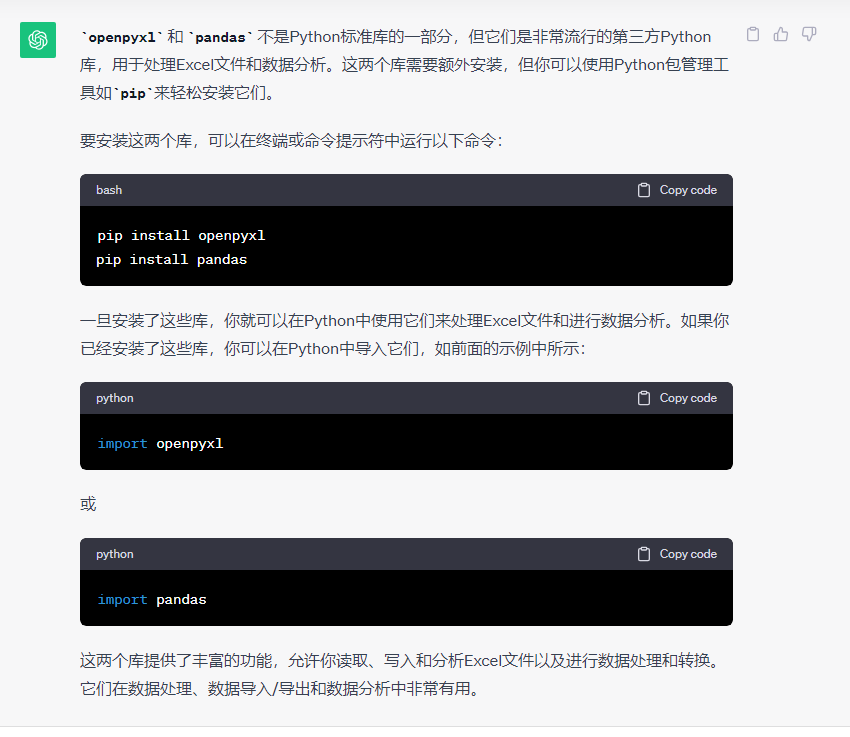 `openpyxl` 和 `pandas` 不是Python标准库的一部分，但它们是非常流行的第三方Python
库，用于处理Excel文件和数据分析。这两个库需要额外安装，但你可以使用Python包管理工
具如`pip`来轻松安装它们。
要安装这两个库，可以在终端或命令提示符中运行以下命令：
bash
Copy code
pip install openpyxl
pip install pandas
一旦安装了这些库，你就可以在Python中使用它们来处理Excel文件和进行数据分析。如果你
已经安装了这些库，你可以在Python中导入它们，如前面的示例中所示：
python
Copy code
import openpyxl
或
python
Copy code
import pandas
这两个库提供了丰富的功能，允许你读取、写入和分析Excel文件以及进行数据处理和转换。
它们在数据处理、数据导入/导出和数据分析中非常有用。